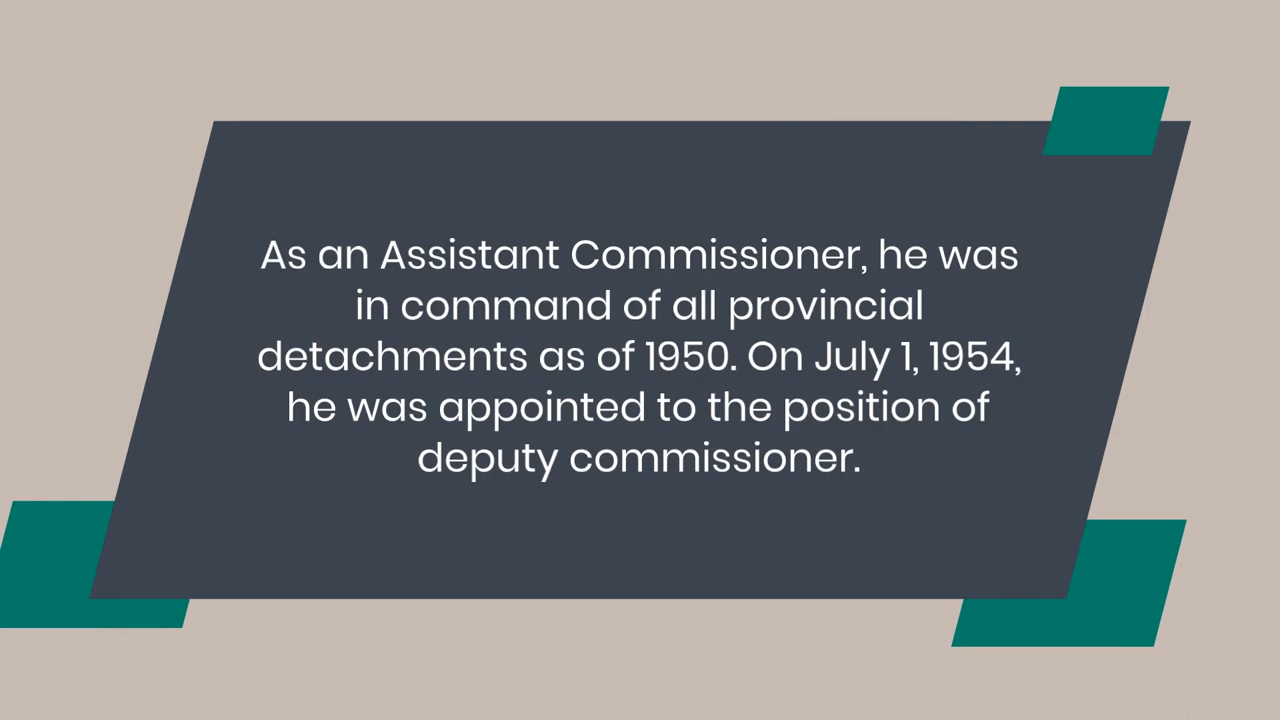 As an Assistant Commissioner, he was
in command of all provincial
detachments as of 1950. On July 1, 1954,
he was appointed to the position of
deputy commissioner.